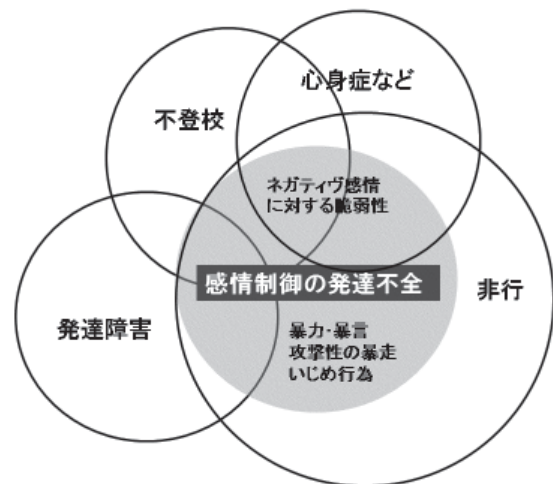 心身症など
不登校
ネガティヴ感情
に対する脆弱性
感情制御の発達不全
非行
発達障害
暴力・暴言
攻撃性の暴走
いじめ行為